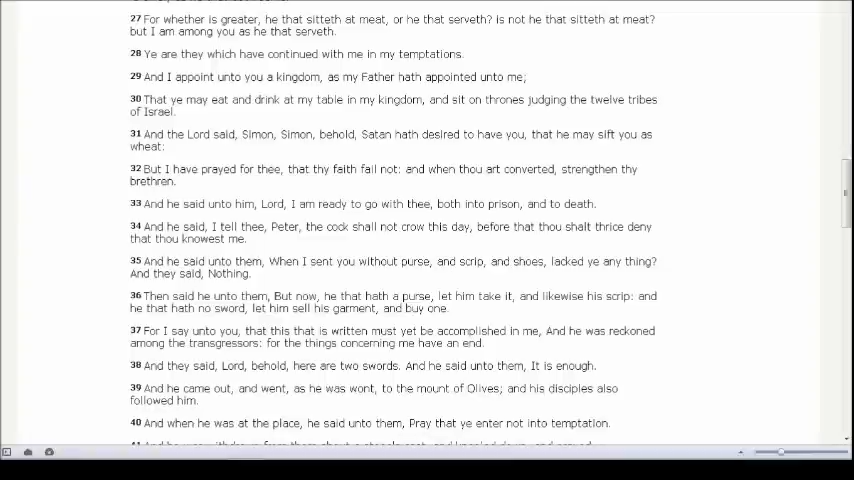 27 For whether is greater, he that sitteth at meat, or he that serveth? is not he that sitteth at meat?
but I am among you as he that serveth.
28 Ye are they which have continued with me in my temptations.
29 And I appoint unto you a kingdom, as my Father hath appointed unto me;
30 That ye may eat and drink at my table in my kingdom, and sit on thrones judging the twelve tribes
of Israel.
31 And the Lord said, Simon, Simon, behold, Satan hath desired to have you, that he may sift you as
wheat:
32 But I have prayed for thee, that thy faith fail not: and when thou art converted, strengthen thy
brethren.
33 And he said unto him, Lord, I am ready to go with thee, both into prison, and to death.
34 And he said, I tell thee, Peter, the cock shall not crow this day, before that thou shalt thrice deny
that thou knowest me.
35 And he said unto them, When I sent you without purse, and scrip, and shoes, lacked ye any thing?
And they said, Nothing.
36 Then said he unto them, But now, he that hath a purse, let him take it, and likewise his scrip: and
he that hath no sword, let him sell his garment, and buy one.
37 For I say unto you, that this that is written must yet be accomplished in me, And he was reckoned
among the transgressors: for the things concerning me have an end.
38 And they said, Lord, behold, here are two swords. And he said unto them, It is enough.
39 And he came out, and went, as he was wont, to the mount of Olives; and his disciples also
followed him.
40 And when he was at the place, he said unto them, Pray that ye enter not into temptation.